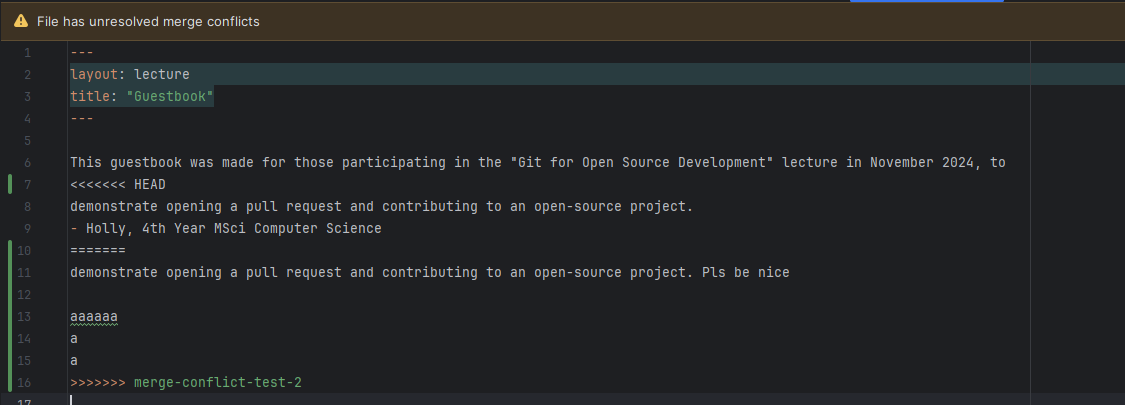 File has unresolved merge conflicts
1 ---
2 layout: lecture
3 title: "Guestbook"
4 ---
5
6 This guestbook was made for those participating in the "Git for Open Source Development" lecture in November 2024, to
7 <<<<<<< HEAD
8 demonstrate opening a pull request and contributing to an open-source project.
9 - Holly, 4th Year MSci Computer Science
10 =======
11 demonstrate opening a pull request and contributing to an open-source project. Pls be nice
12
13 aaaaaa
14 a
15 a
16 >>>>>>> merge-conflict-test-2
17